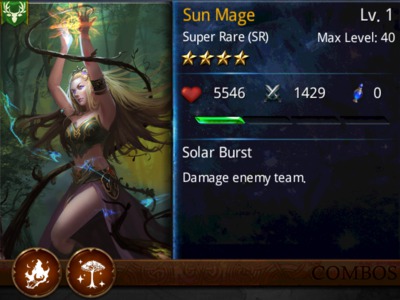 Sun Mage Lv. 1
Super Rare (SR) Max Level: 40
5546 1429 0
Solar Burst
Damage enemy team.
COMBOS